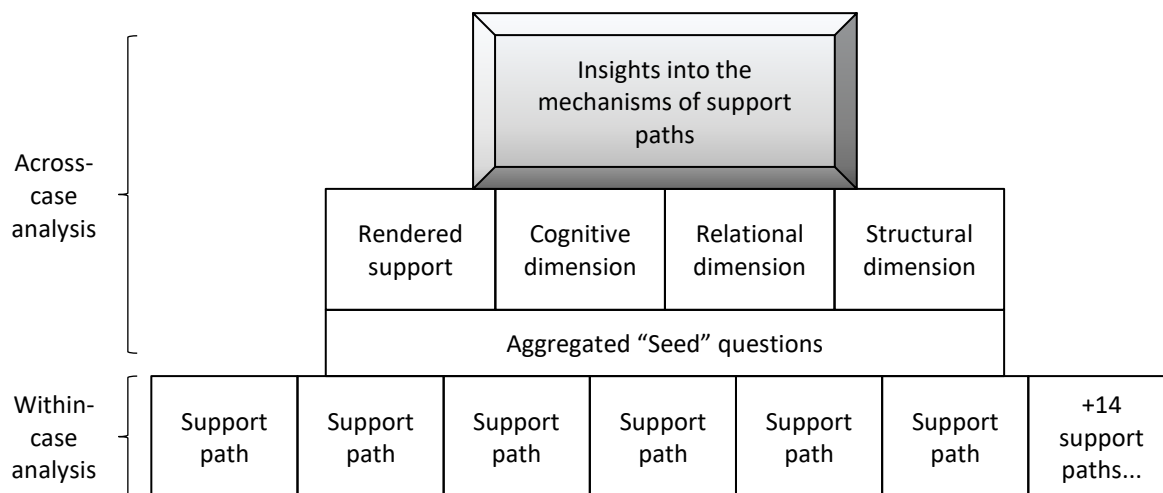 Insights into the
mechanisms of support
paths
Across-
case
analysis
Rendered
support
Cognitive
dimension
Relational
dimension
Structural
dimension
Aggregated “Seed” questions
Within-
case
analysis
Support
path
Support
path
Support
path
Support
path
Support
path
Support
path
+14
support
paths...